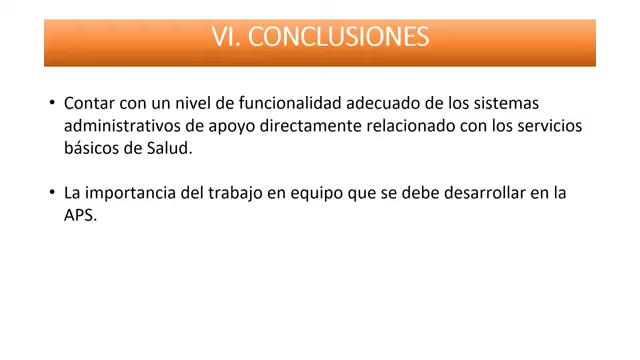 VI. CONCLUSIONES
• Contar con un nivel de funcionalidad adecuado de los sistemas
administrativos de apoyo directamente relacionado con los servicios
básicos de Salud.
• La importancia del trabajo en equipo que se debe desarrollar en la
APS.